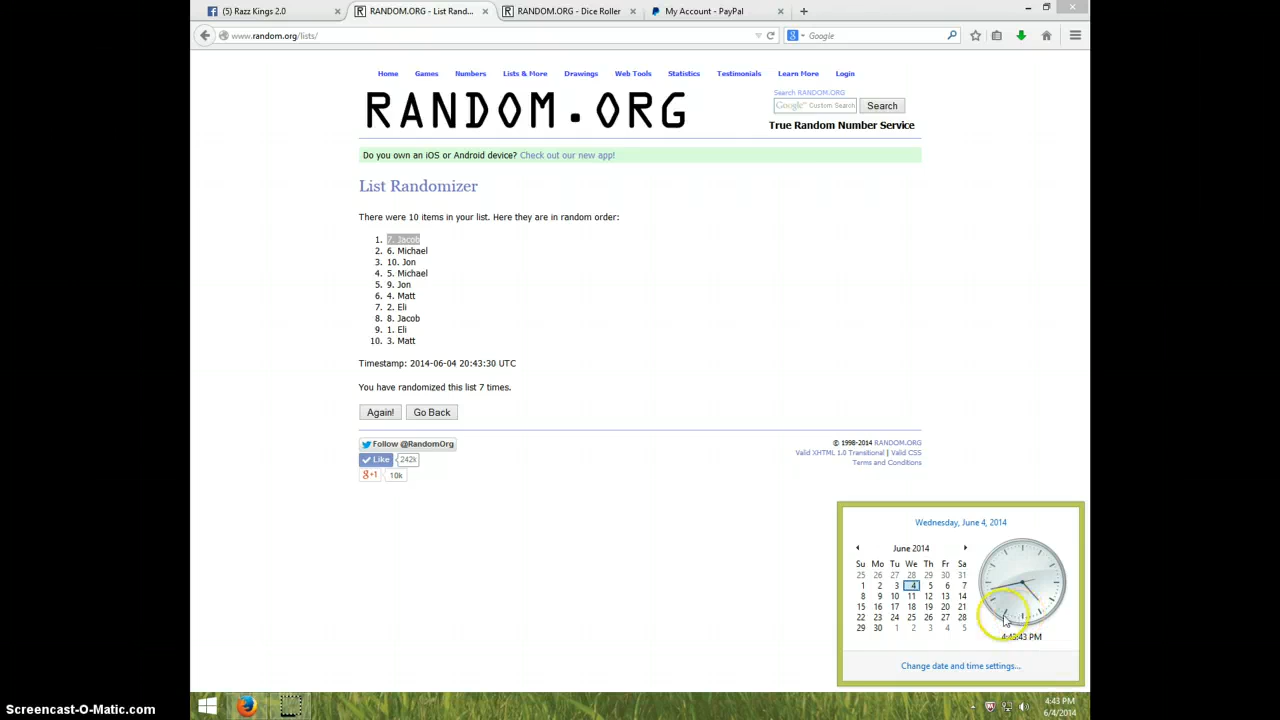 (5) Razz Kings 2.0
RANDOM.ORG - List Rand...
RANDOM.ORG - Dice Roller
My Account - PayPal
www.random.org/lists/
Google
Home Games Numbers Lists & More Drawings Web Tools Statistics Testimonials Learn More Login
Search RANDOM.ORG
RANDOM.ORG
Google™ Custom Search
Search
True Random Number Service
Do you own an iOS or Android device? Check out our new app!
List Randomizer
There were 10 items in your list. Here they are in random order:
1. 7. Jacob
2. 6. Michael
3. 10. Jon
4. 5. Michael
5. 9. Jon
6. 4. Matt
7. 2. Eli
8. 8. Jacob
9. 1. Eli
10. 3. Matt
Timestamp: 2014-06-04 20:43:30 UTC
You have randomized this list 7 times.
Again! Go Back
Follow @RandomOrg
Like 242k
g+1 10k
© 1998-2014 RANDOM.ORG
Valid XHTML 1.0 Transitional | Valid CSS
Terms and Conditions
Wednesday, June 4, 2014
June 2014
Su Mo Tu We Th Fr Sa
25 26 27 28 29 30 31
1 2 3 4 5 6 7
8 9 10 11 12 13 14
15 16 17 18 19 20 21
22 23 24 25 26 27 28
29 30 1 2 3 4 5
4:43:43 PM
Change date and time settings...
4:43 PM
6/4/2014
Screencast-O-Matic.com